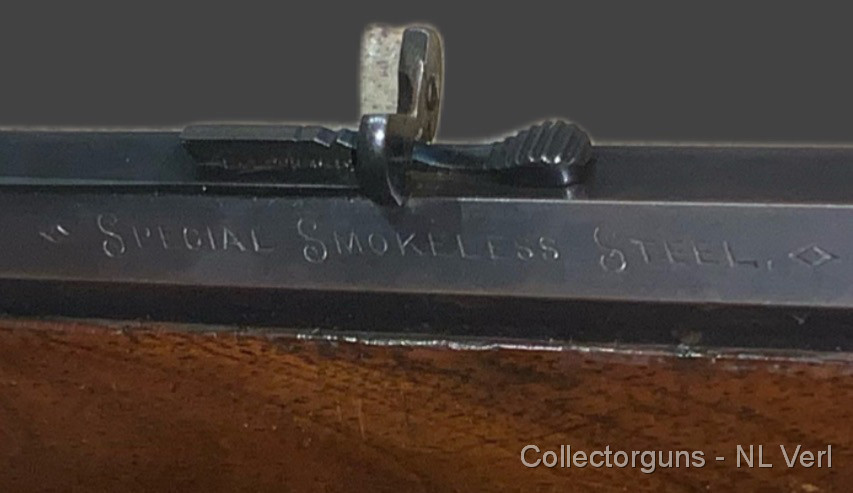 " SPECIAL SMOKELESS STEEL. ◇
Collectorguns - NL Verl